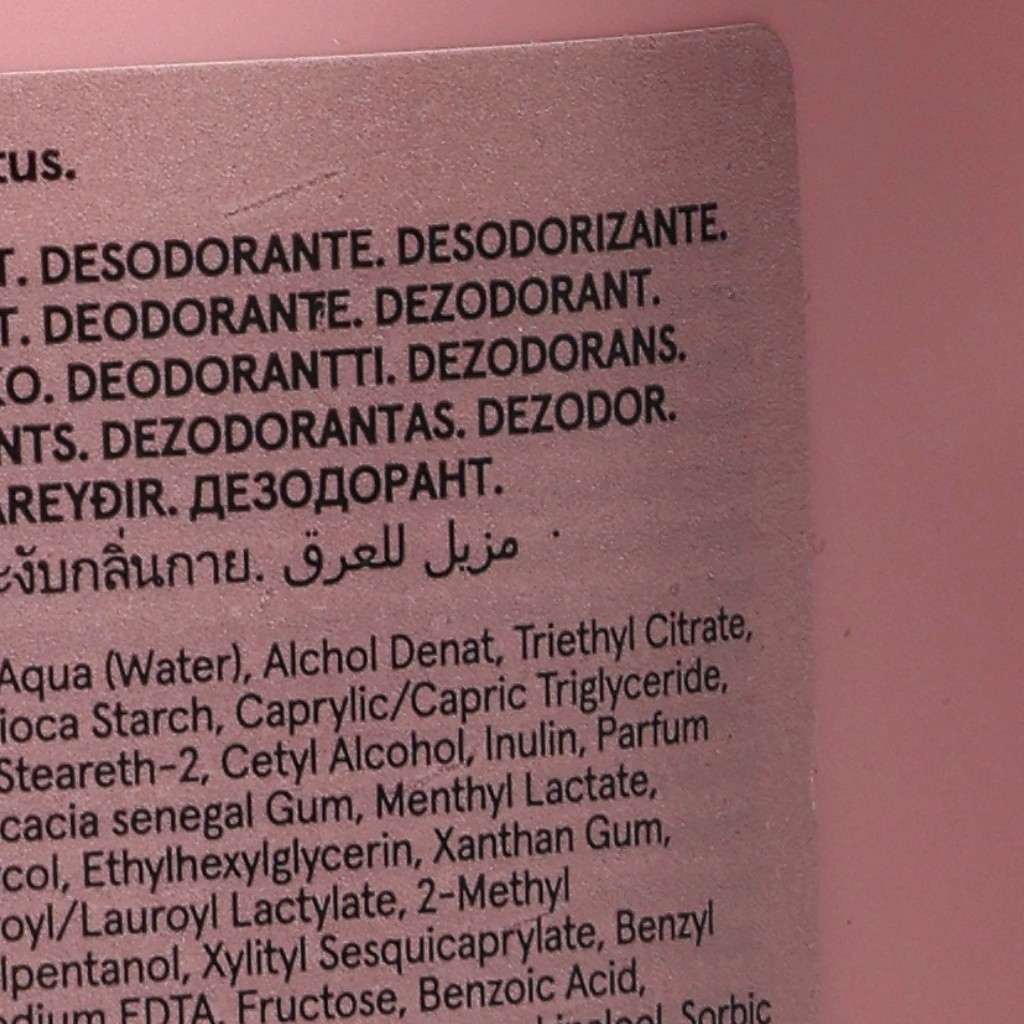 tus.
T. DESODORANTE. DESODORIZANTE.
T. DEODORANTE. DEZODORANT.
KO. DEODORANTTI. DEZODORANS.
NTS. DEZODORANTAS. DEZODOR.
AREYÐIR. ДЕЗОДОРАНТ.
ะงับกลิ่นกาย. مزيل للعرق .
Aqua (Water), Alchol Denat, Triethyl Citrate,
ioca Starch, Caprylic/Capric Triglyceride,
Steareth-2, Cetyl Alcohol, Inulin, Parfum
cacia senegal Gum, Menthyl Lactate,
col, Ethylhexylglycerin, Xanthan Gum,
oyl/Lauroyl Lactylate, 2-Methyl
lpentanol, Xylityl Sesquicaprylate, Benzyl
dium EDTA, Fructose, Benzoic Acid,
Linalool, Sorbic